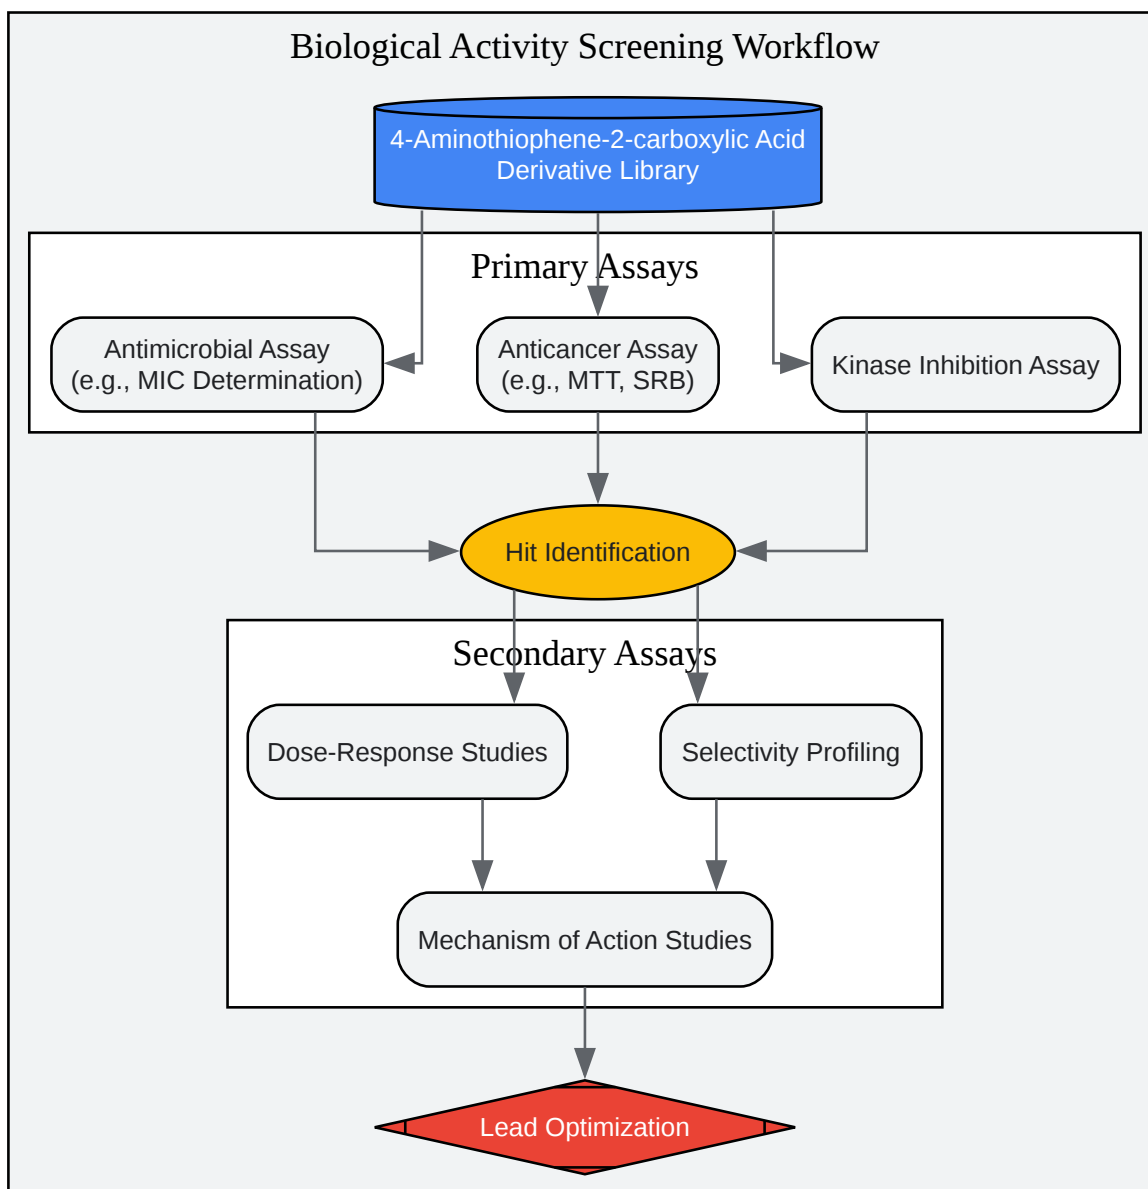 Biological Activity Screening Workflow
4-Aminothiophene-2-carboxylic Acid
Derivative Library
Primary Assays
Antimicrobial Assay
(e.g., MIC Determination)
Anticancer Assay
(e.g., MTT, SRB)
Kinase Inhibition Assay
Hit Identification
Secondary Assays
Dose-Response Studies
Selectivity Profiling
Mechanism of Action Studies
Lead Optimization